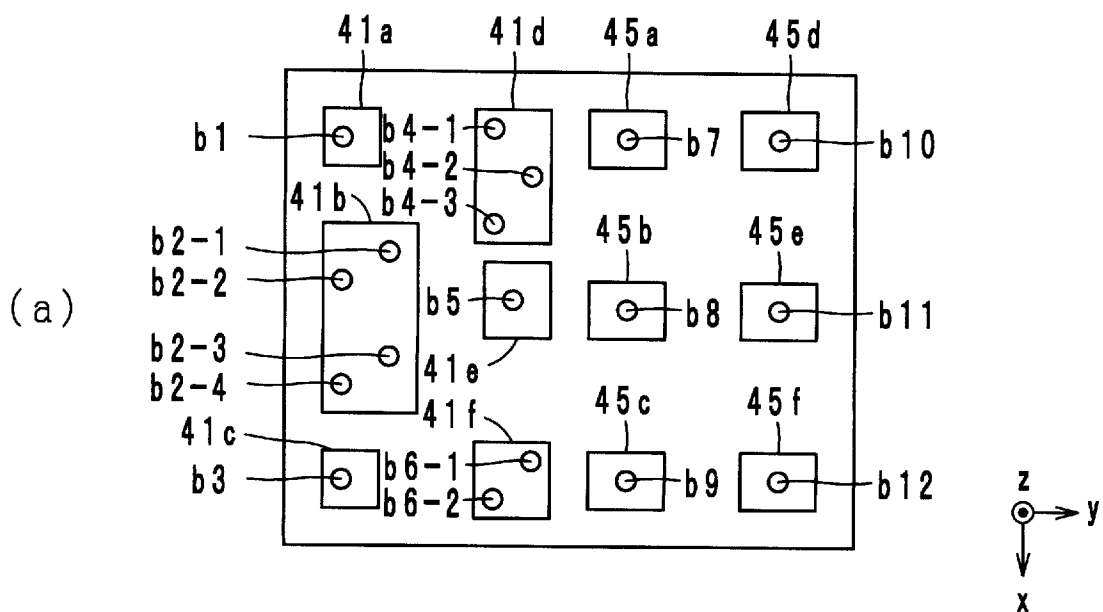 41a 41d 45a 45d
b1 b4-1 b7 b10
b4-2
41b b4-3
b2-1 45b 45e
b2-2
(a) b5 b8 b11
b2-3 41e
b2-4 45c 45f
41c 41f
b3 b6-1 b9 b12
b6-2
z
y
x